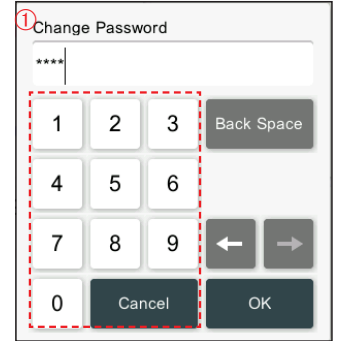 ① Change Password
****
1 2 3 Back Space
4 5 6
7 8 9 ← →
0 Cancel OK